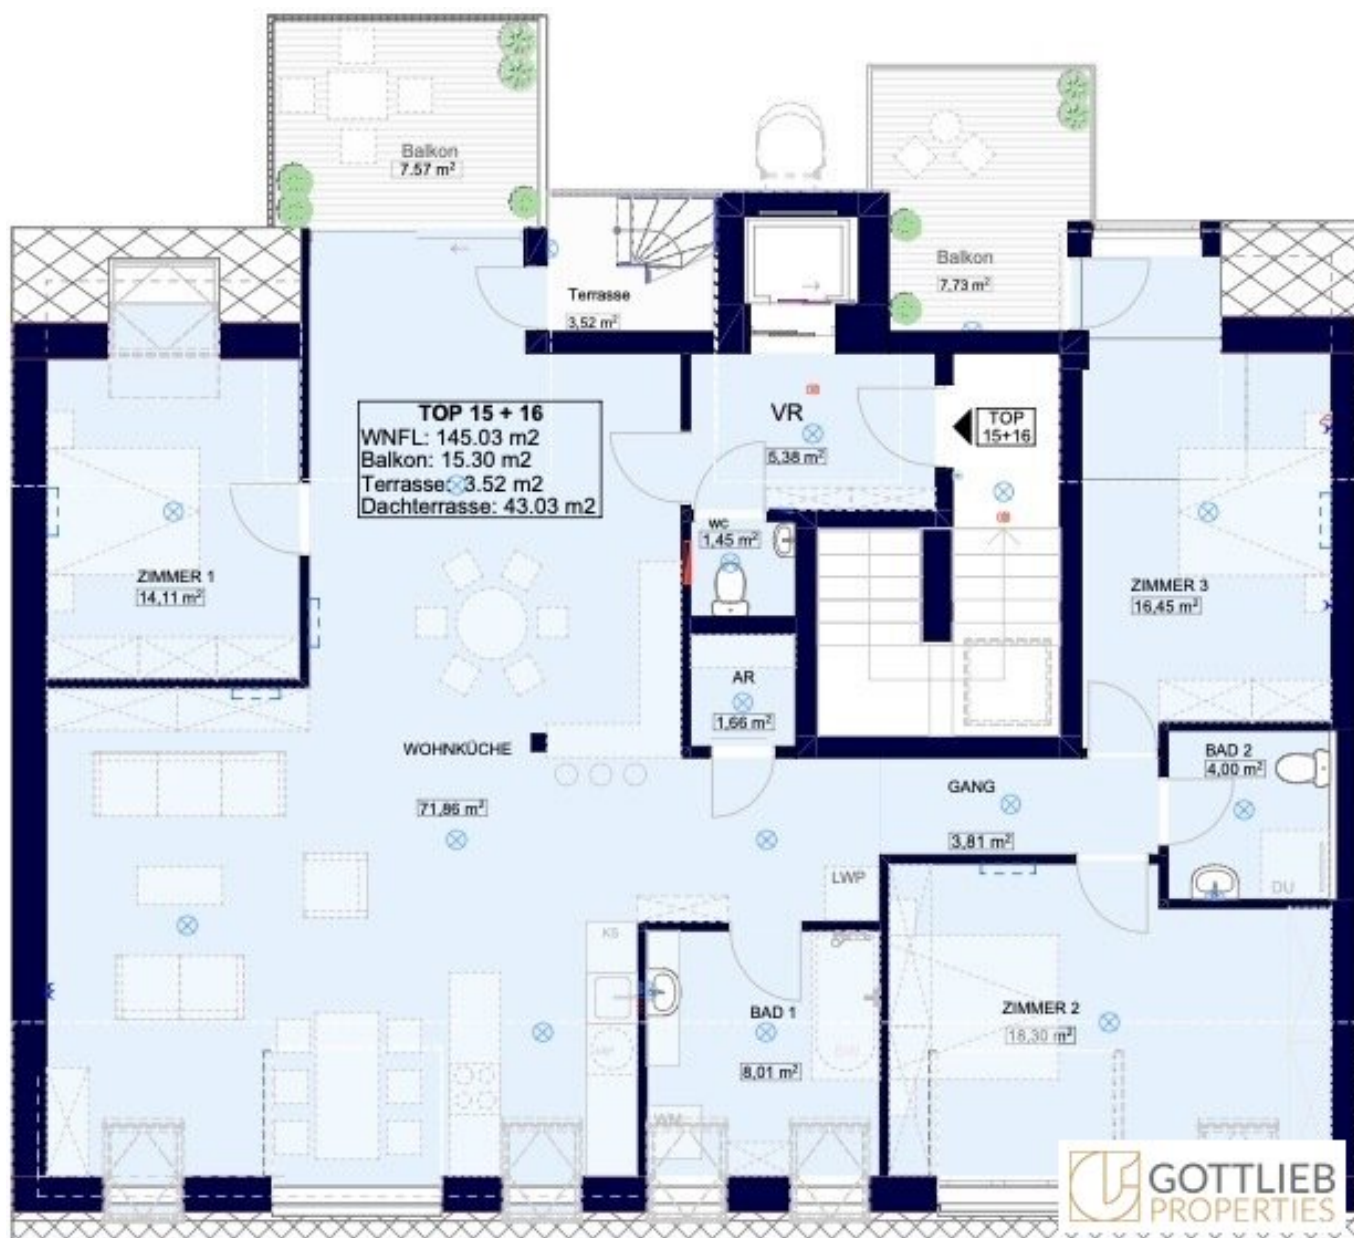 Balkon
7.57 m²
Balkon
7.73 m²
Terrasse
3,52 m²
TOP 15 + 16
WNFL: 145.03 m2
Balkon: 15.30 m2
Terrasse: 3.52 m2
Dachterrasse: 43.03 m2
VR
5,38 m²
TOP
15+16
WC
1,45 m²
ZIMMER 1
14,11 m²
ZIMMER 3
16,45 m²
AR
1,66 m²
WOHNKÜCHE
71,86 m²
BAD 2
4,00 m²
GANG
3,81 m²
LWP
DU
KS
BAD 1
8,01 m²
ZIMMER 2
18,30 m²
WM
GOTTLIEB
PROPERTIES